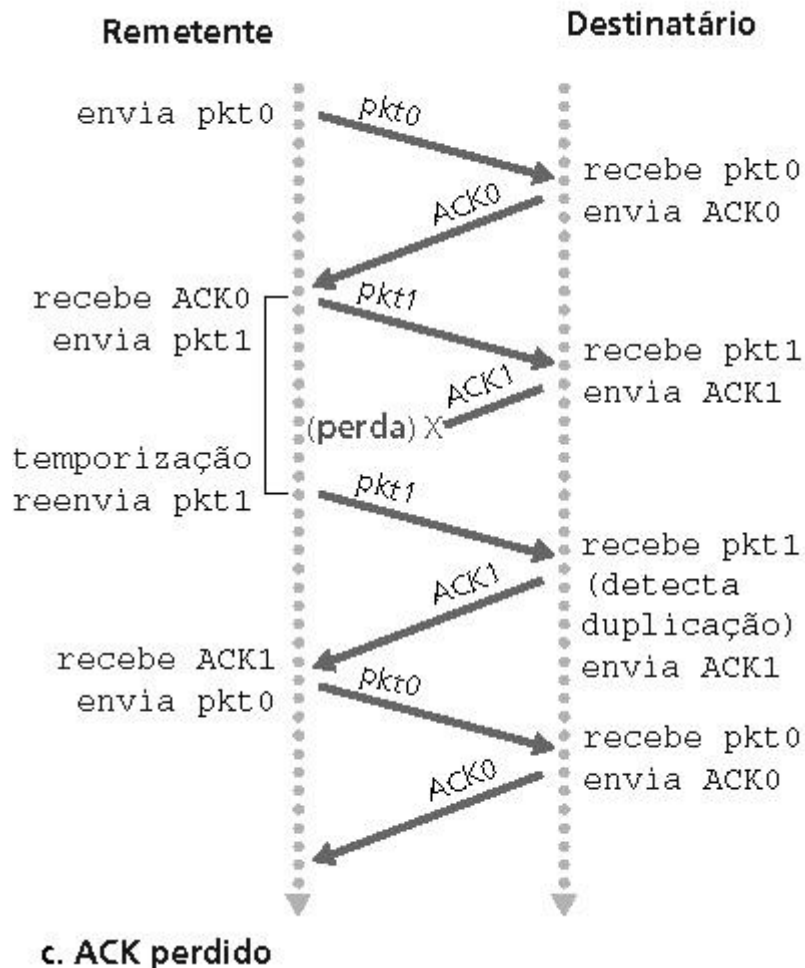 Remetente
Destinatário
envia pkt0
pkt0
recebe pkt0
envia ACK0
ACK0
recebe ACK0
envia pkt1
pkt1
recebe pkt1
envia ACK1
ACK1
(perda) X
temporização
reenvia pkt1
pkt1
recebe pkt1
(detecta
duplicação)
envia ACK1
ACK1
recebe ACK1
envia pkt0
pkt0
recebe pkt0
envia ACK0
ACK0
c. ACK perdido